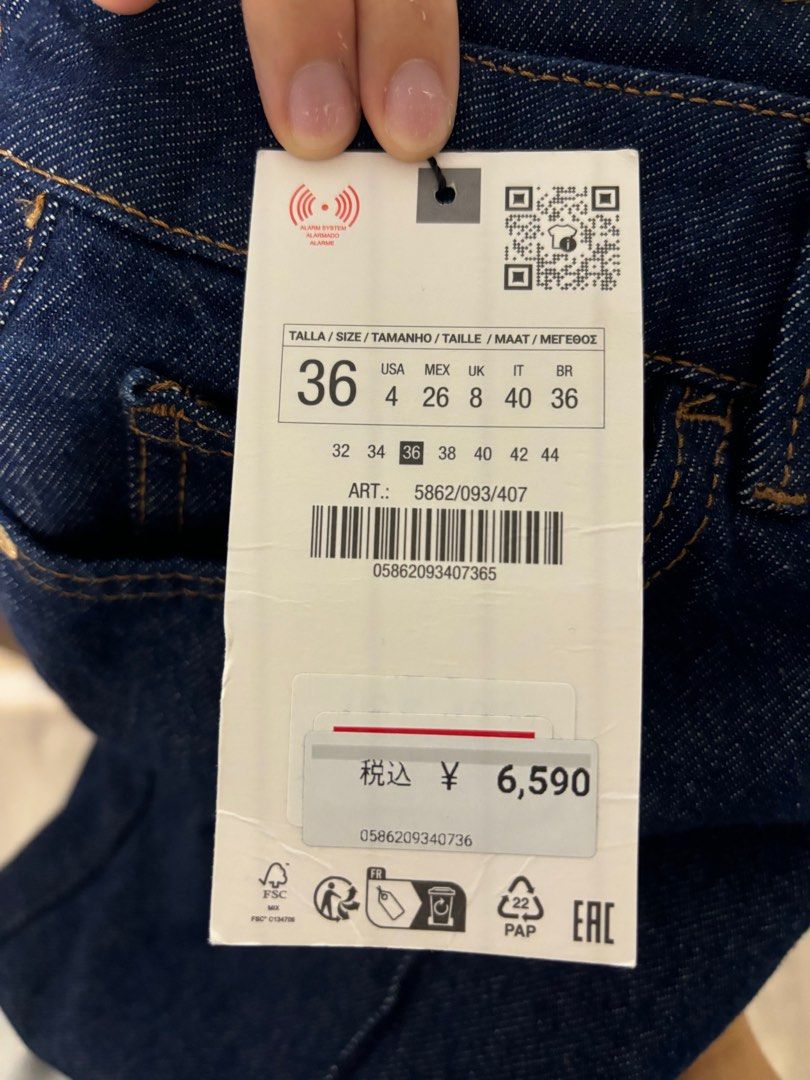 ALARM SYSTEM
ALARMADO
ALARME
TALLA / SIZE / TAMANHO / TAILLE / MAAT / ΜΕΓΕΘΟΣ
36 USA MEX UK IT BR
4 26 8 40 36
32 34 36 38 40 42 44
ART.: 5862/093/407
05862093407365
税込 ¥ 6,590
0586209340736
FR
FSC
MIX
FSC® C134706
22
PAP
EAC